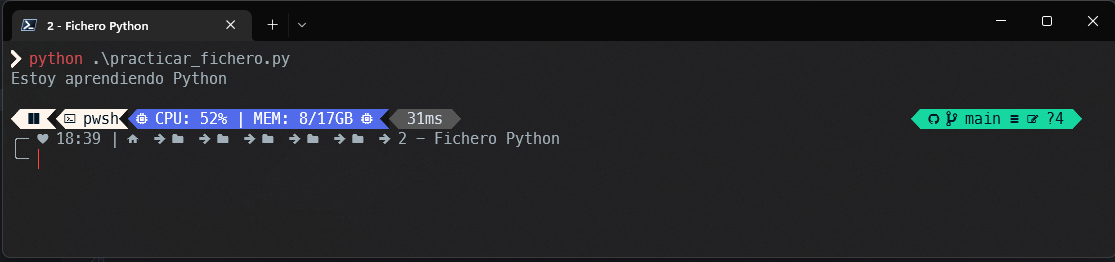 2 - Fichero Python
python .\practicar_fichero.py
Estoy aprendiendo Python
pwsh CPU: 52% | MEM: 8/17GB 31ms main ≡ ?4
18:39 | 2 - Fichero Python